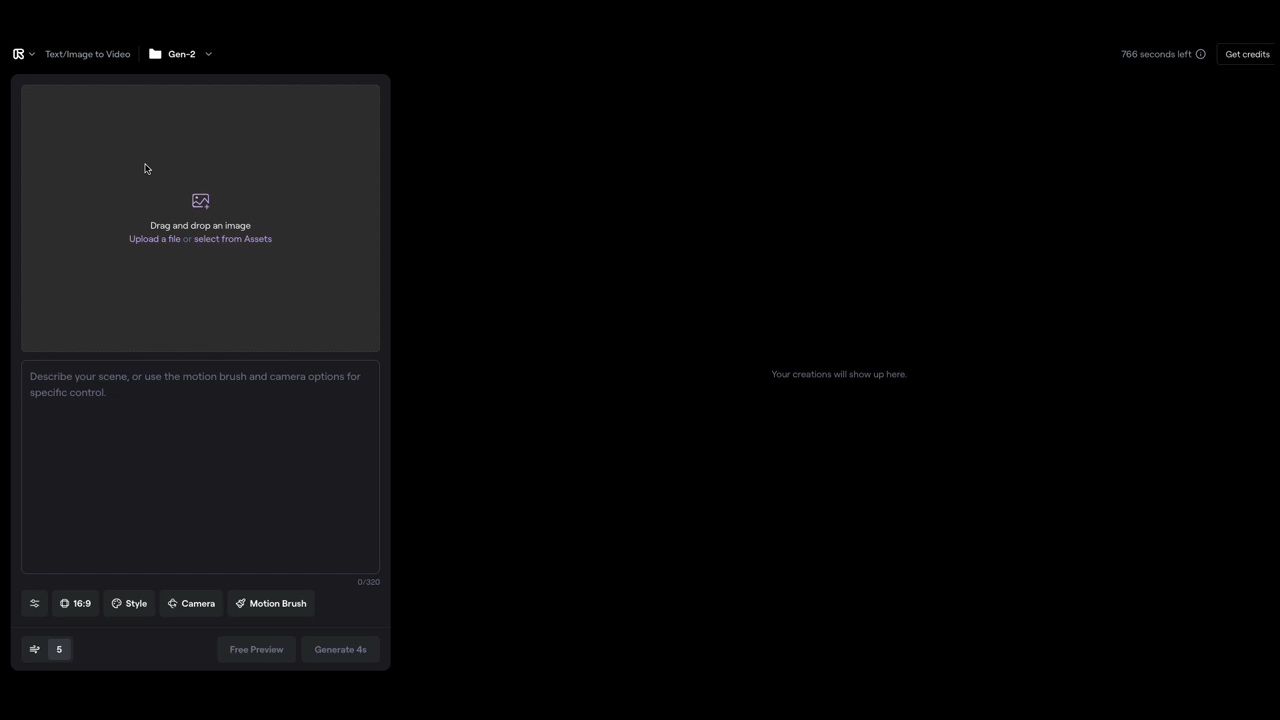 Text/Image to Video
Gen-2
766 seconds left
Get credits
Drag and drop an image
Upload a file or select from Assets
Describe your scene, or use the motion brush and camera options for
specific control.
Your creations will show up here.
0/320
16:9
Style
Camera
Motion Brush
5
Free Preview
Generate 4s